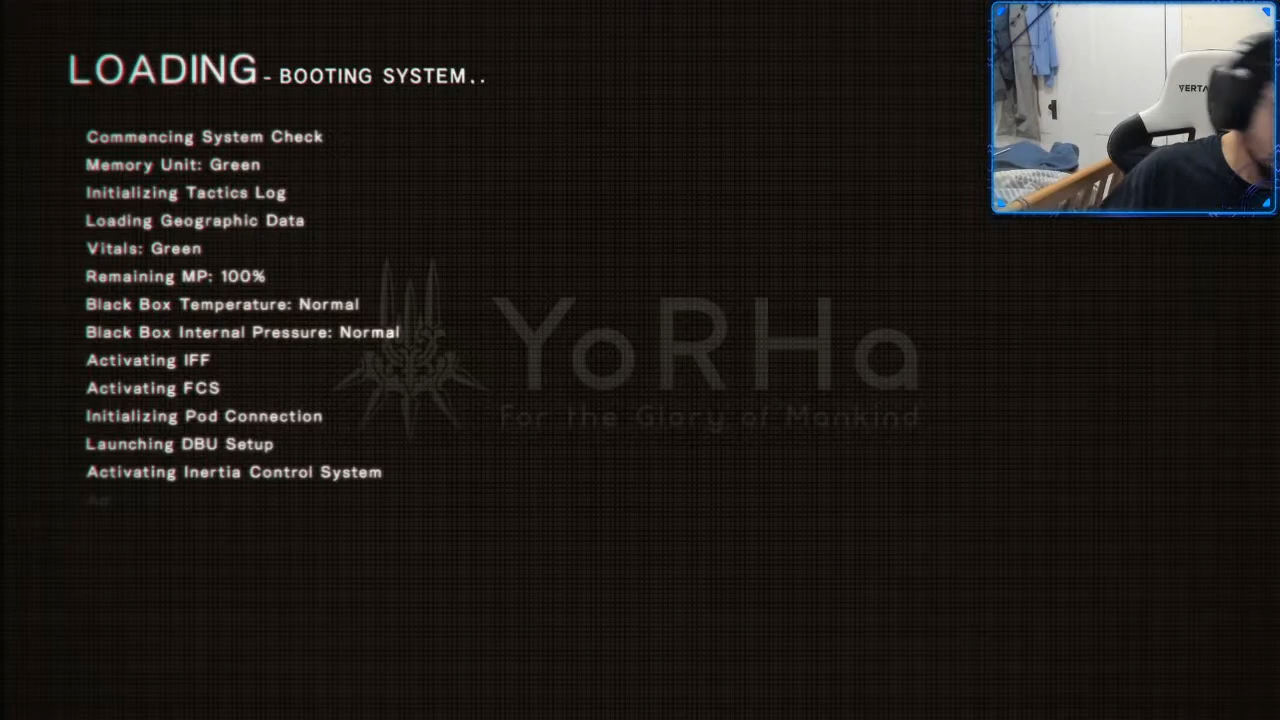 LOADING - BOOTING SYSTEM..
Commencing System Check
Memory Unit: Green
Initializing Tactics Log
Loading Geographic Data
Vitals: Green
Remaining MP: 100%
Black Box Temperature: Normal
Black Box Internal Pressure: Normal
Activating IFF
Activating FCS
Initializing Pod Connection
Launching DBU Setup
Activating Inertia Control System
Ac
YoRHa
For the Glory of Mankind
VERTA